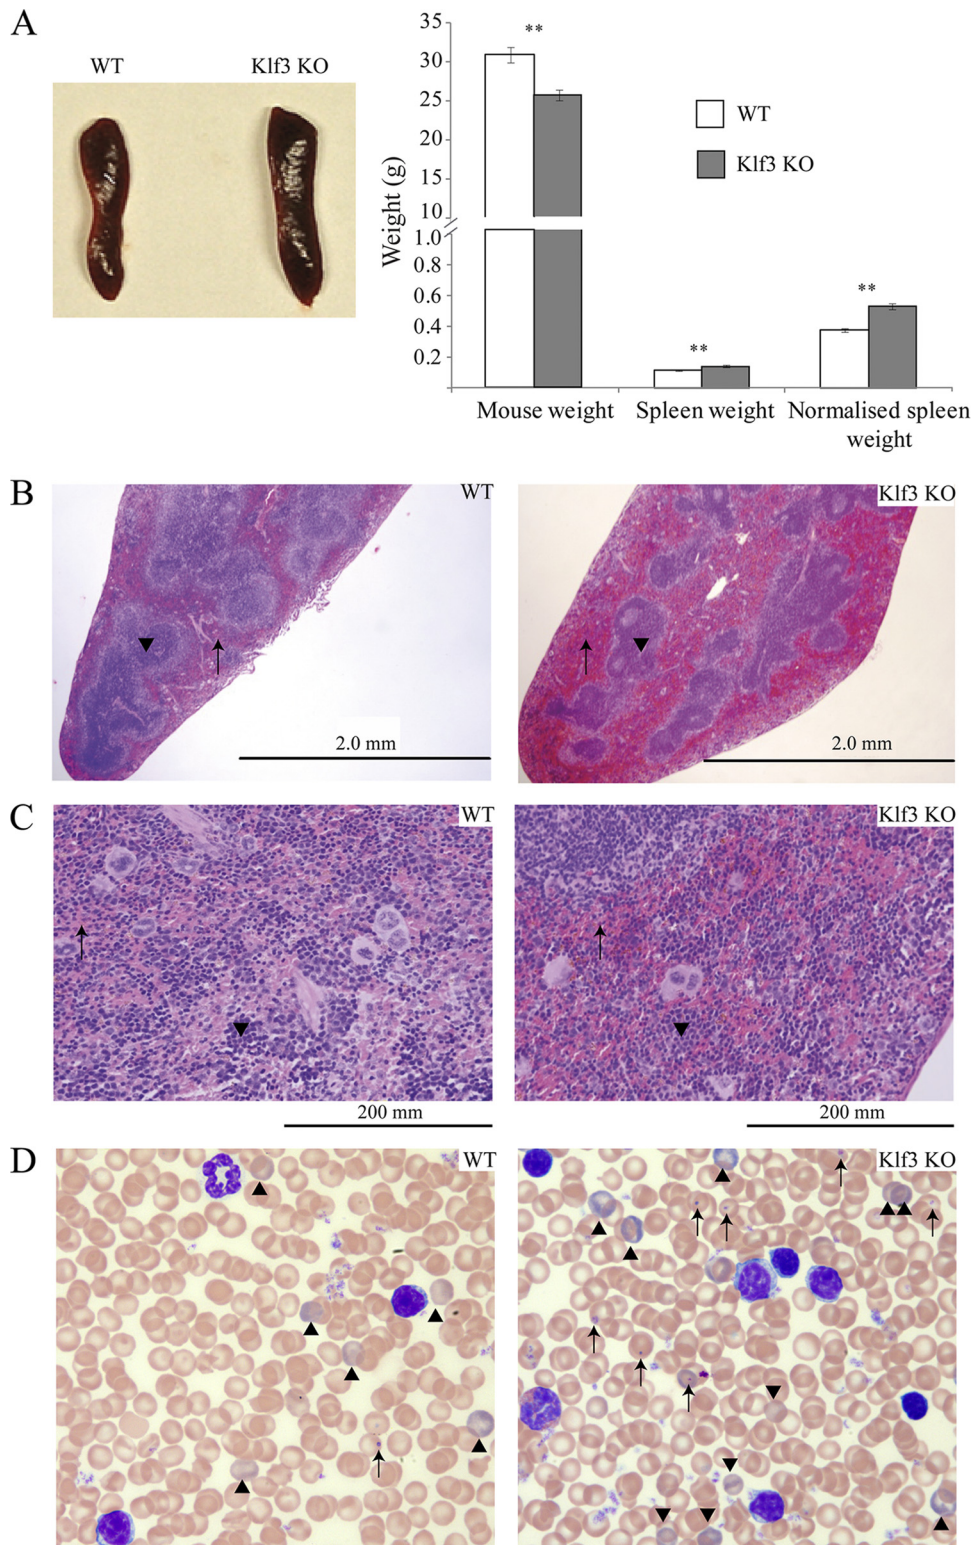 A
WT
Klf3 KO
Weight (g)
35
30
25
20
15
10
1.0
0.8
0.6
0.4
0.2
**
**
**
WT
Klf3 KO
Mouse weight
Spleen weight
Normalised spleen
weight
B
WT
2.0 mm
Klf3 KO
2.0 mm
C
WT
200 mm
Klf3 KO
200 mm
D
WT
Klf3 KO